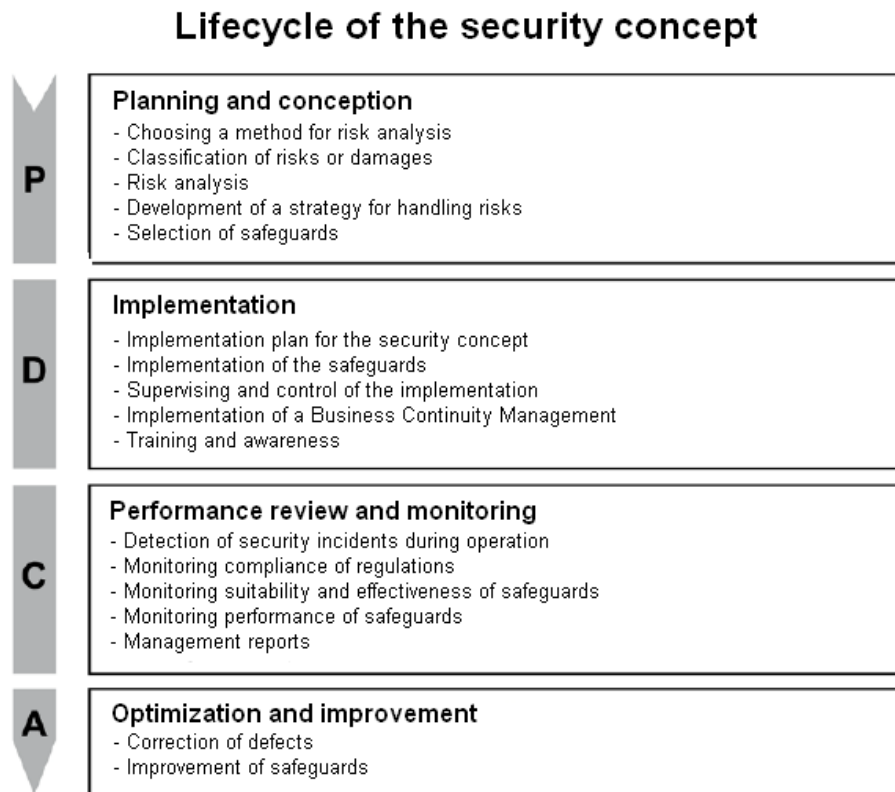 Lifecycle of the security concept
P
Planning and conception
- Choosing a method for risk analysis
- Classification of risks or damages
- Risk analysis
- Development of a strategy for handling risks
- Selection of safeguards
D
Implementation
- Implementation plan for the security concept
- Implementation of the safeguards
- Supervising and control of the implementation
- Implementation of a Business Continuity Management
- Training and awareness
C
Performance review and monitoring
- Detection of security incidents during operation
- Monitoring compliance of regulations
- Monitoring suitability and effectiveness of safeguards
- Monitoring performance of safeguards
- Management reports
A
Optimization and improvement
- Correction of defects
- Improvement of safeguards